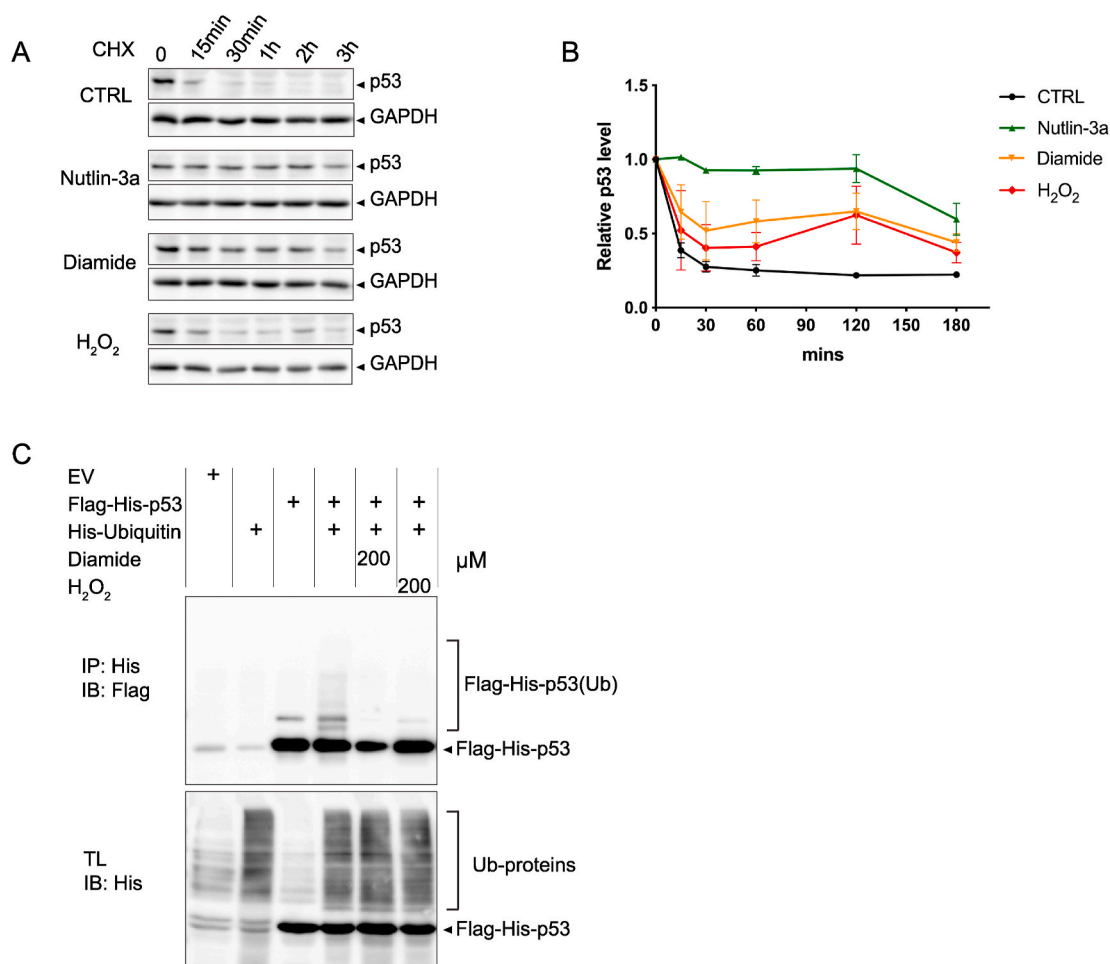 A
CHX 0 15min 30min 1h 2h 3h
CTRL
p53
GAPDH
Nutlin-3a
p53
GAPDH
Diamide
p53
GAPDH
H₂O₂
p53
GAPDH
B
Relative p53 level
1.5
1.0
0.5
0.0
0 30 60 90 120 150 180
mins
CTRL
Nutlin-3a
Diamide
H₂O₂
C
EV +
Flag-His-p53 + + + +
His-Ubiquitin + + + +
Diamide 200 µM
H₂O₂ 200
IP: His
IB: Flag
Flag-His-p53(Ub)
Flag-His-p53
TL
IB: His
Ub-proteins
Flag-His-p53